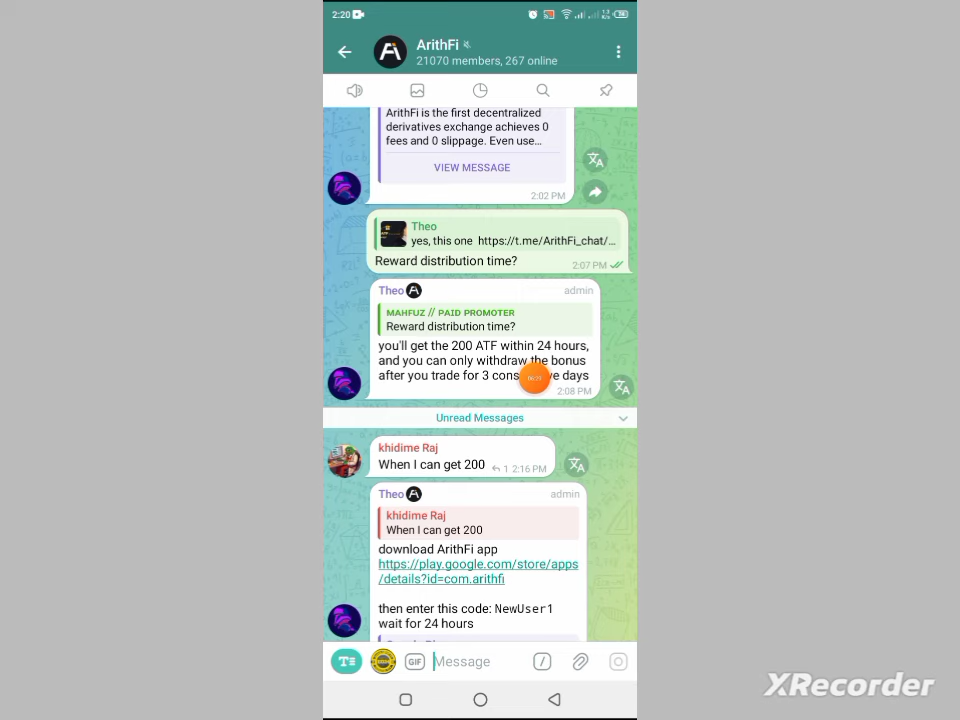 2:20
ArithFi
21070 members, 267 online
ArithFi is the first decentralized
derivatives exchange achieves 0
fees and 0 slippage. Even use...
VIEW MESSAGE
2:02 PM
Theo
yes, this one https://t.me/ArithFi_chat/...
Reward distribution time?
2:07 PM
Theo admin
MAHFUZ // PAID PROMOTER
Reward distribution time?
you'll get the 200 ATF within 24 hours,
and you can only withdraw the bonus
after you trade for 3 cons ve days
2:08 PM
Unread Messages
khidime Raj
When I can get 200 1 2:16 PM
Theo admin
khidime Raj
When I can get 200
download ArithFi app
https://play.google.com/store/apps
/details?id=com.arithfi
then enter this code: NewUser1
wait for 24 hours
GIF Message
XRecorder